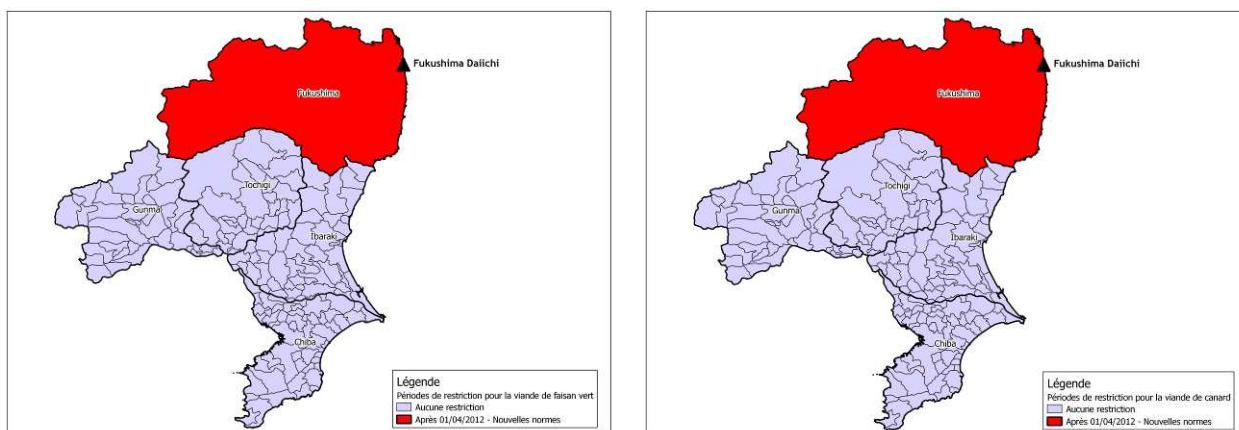 Fukushima Daiichi
Fukushima
Tochigi
Gunma
Ibaraki
Chiba
Légende
Périodes de restriction pour la viande de faisan vert
Aucune restriction
Après 01/04/2012 - Nouvelles normes
Fukushima Daiichi
Fukushima
Tochigi
Gunma
Ibaraki
Chiba
Légende
Périodes de restriction pour la viande de canard
Aucune restriction
Après 01/04/2012 - Nouvelles normes